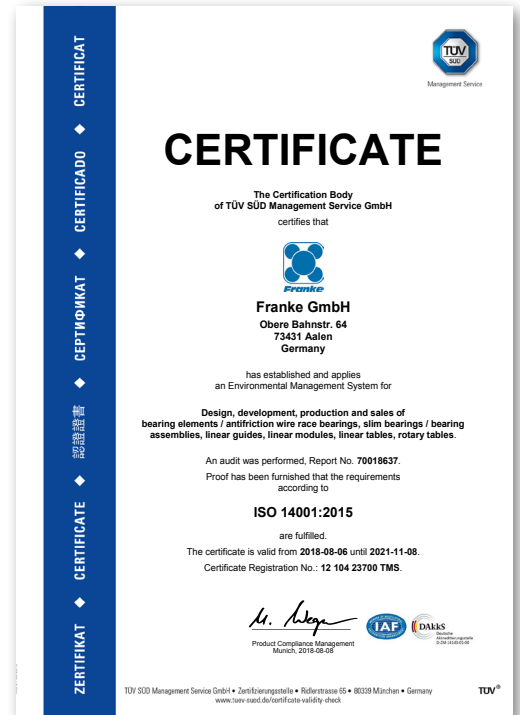 ZERTIFIKAT ◆ CERTIFICATE ◆ 認證證書 ◆ СЕРТИФИКАТ ◆ CERTIFICADO ◆ CERTIFICAT
TÜV
SÜD
Management Service
CERTIFICATE
The Certification Body
of TÜV SÜD Management Service GmbH
certifies that
Franke
Franke GmbH
Obere Bahnstr. 64
73431 Aalen
Germany
has established and applies
an Environmental Management System for
Design, development, production and sales of
bearing elements / antifriction wire race bearings, slim bearings / bearing
assemblies, linear guides, linear modules, linear tables, rotary tables.
An audit was performed, Report No. 70018637.
Proof has been furnished that the requirements
according to
ISO 14001:2015
are fulfilled.
The certificate is valid from 2018-08-06 until 2021-11-08.
Certificate Registration No.: 12 104 23700 TMS.
Product Compliance Management
Munich, 2018-08-08
IAF
DAkkS
Deutsche
Akkreditierungsstelle
D-ZM-14143-01-00
TÜV SÜD Management Service GmbH • Zertifizierungsstelle • Ridlerstrasse 65 • 80339 München • Germany
www.tuev-sued.de/certificate-validity-check
TÜV®